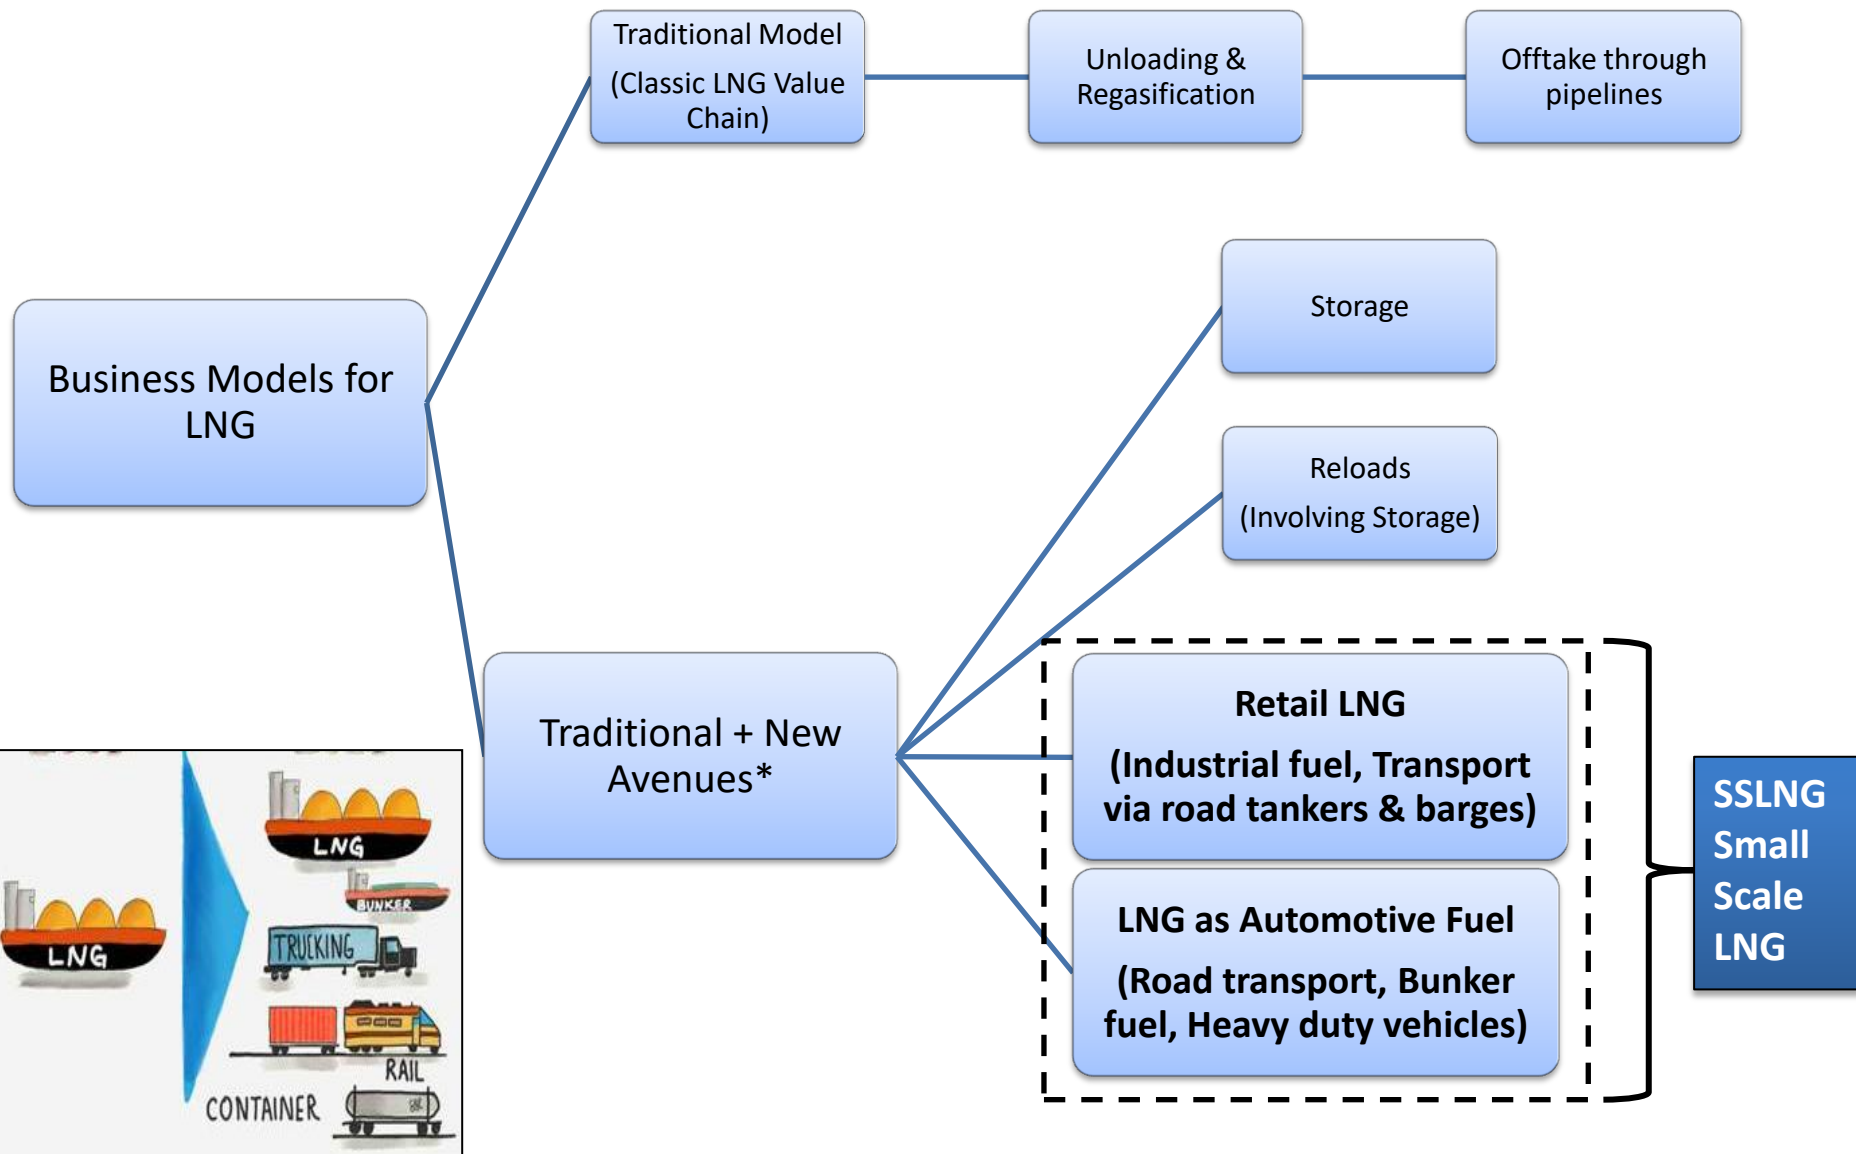 Traditional Model
(Classic LNG Value
Chain)
Unloading &
Regasification
Offtake through
pipelines
Storage
Business Models for
LNG
Reloads
(Involving Storage)
Retail LNG
(Industrial fuel, Transport
via road tankers & barges)
Traditional + New
Avenues*
SSLNG
Small
Scale
LNG
LNG as Automotive Fuel
(Road transport, Bunker
fuel, Heavy duty vehicles)
LNG
LNG
BUNKER
TRUCKING
RAIL
CONTAINER